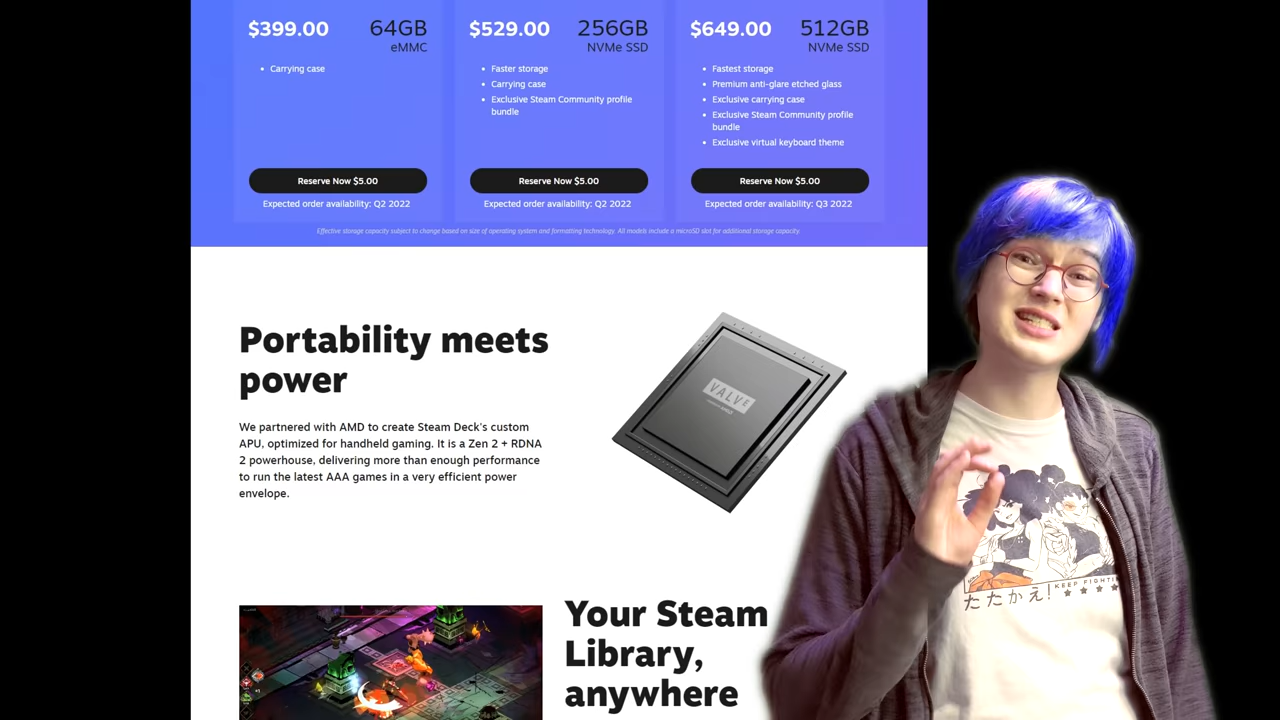 $399.00
64GB
eMMC
Carrying case
Reserve Now $5.00
Expected order availability: Q2 2022
$529.00
256GB
NVMe SSD
Faster storage
Carrying case
Exclusive Steam Community profile
bundle
Reserve Now $5.00
Expected order availability: Q2 2022
$649.00
512GB
NVMe SSD
Fastest storage
Premium anti-glare etched glass
Exclusive carrying case
Exclusive Steam Community profile
bundle
Exclusive virtual keyboard theme
Reserve Now $5.00
Expected order availability: Q3 2022
Effective storage capacity subject to change based on size of operating system and formatting technology. All models include a microSD slot for additional storage capacity.
Portability meets
power
We partnered with AMD to create Steam Deck's custom
APU, optimized for handheld gaming. It is a Zen 2 + RDNA
2 powerhouse, delivering more than enough performance
to run the latest AAA games in a very efficient power
envelope.
VALVE
Your Steam
Library,
anywhere
KEEP
たたかえ!